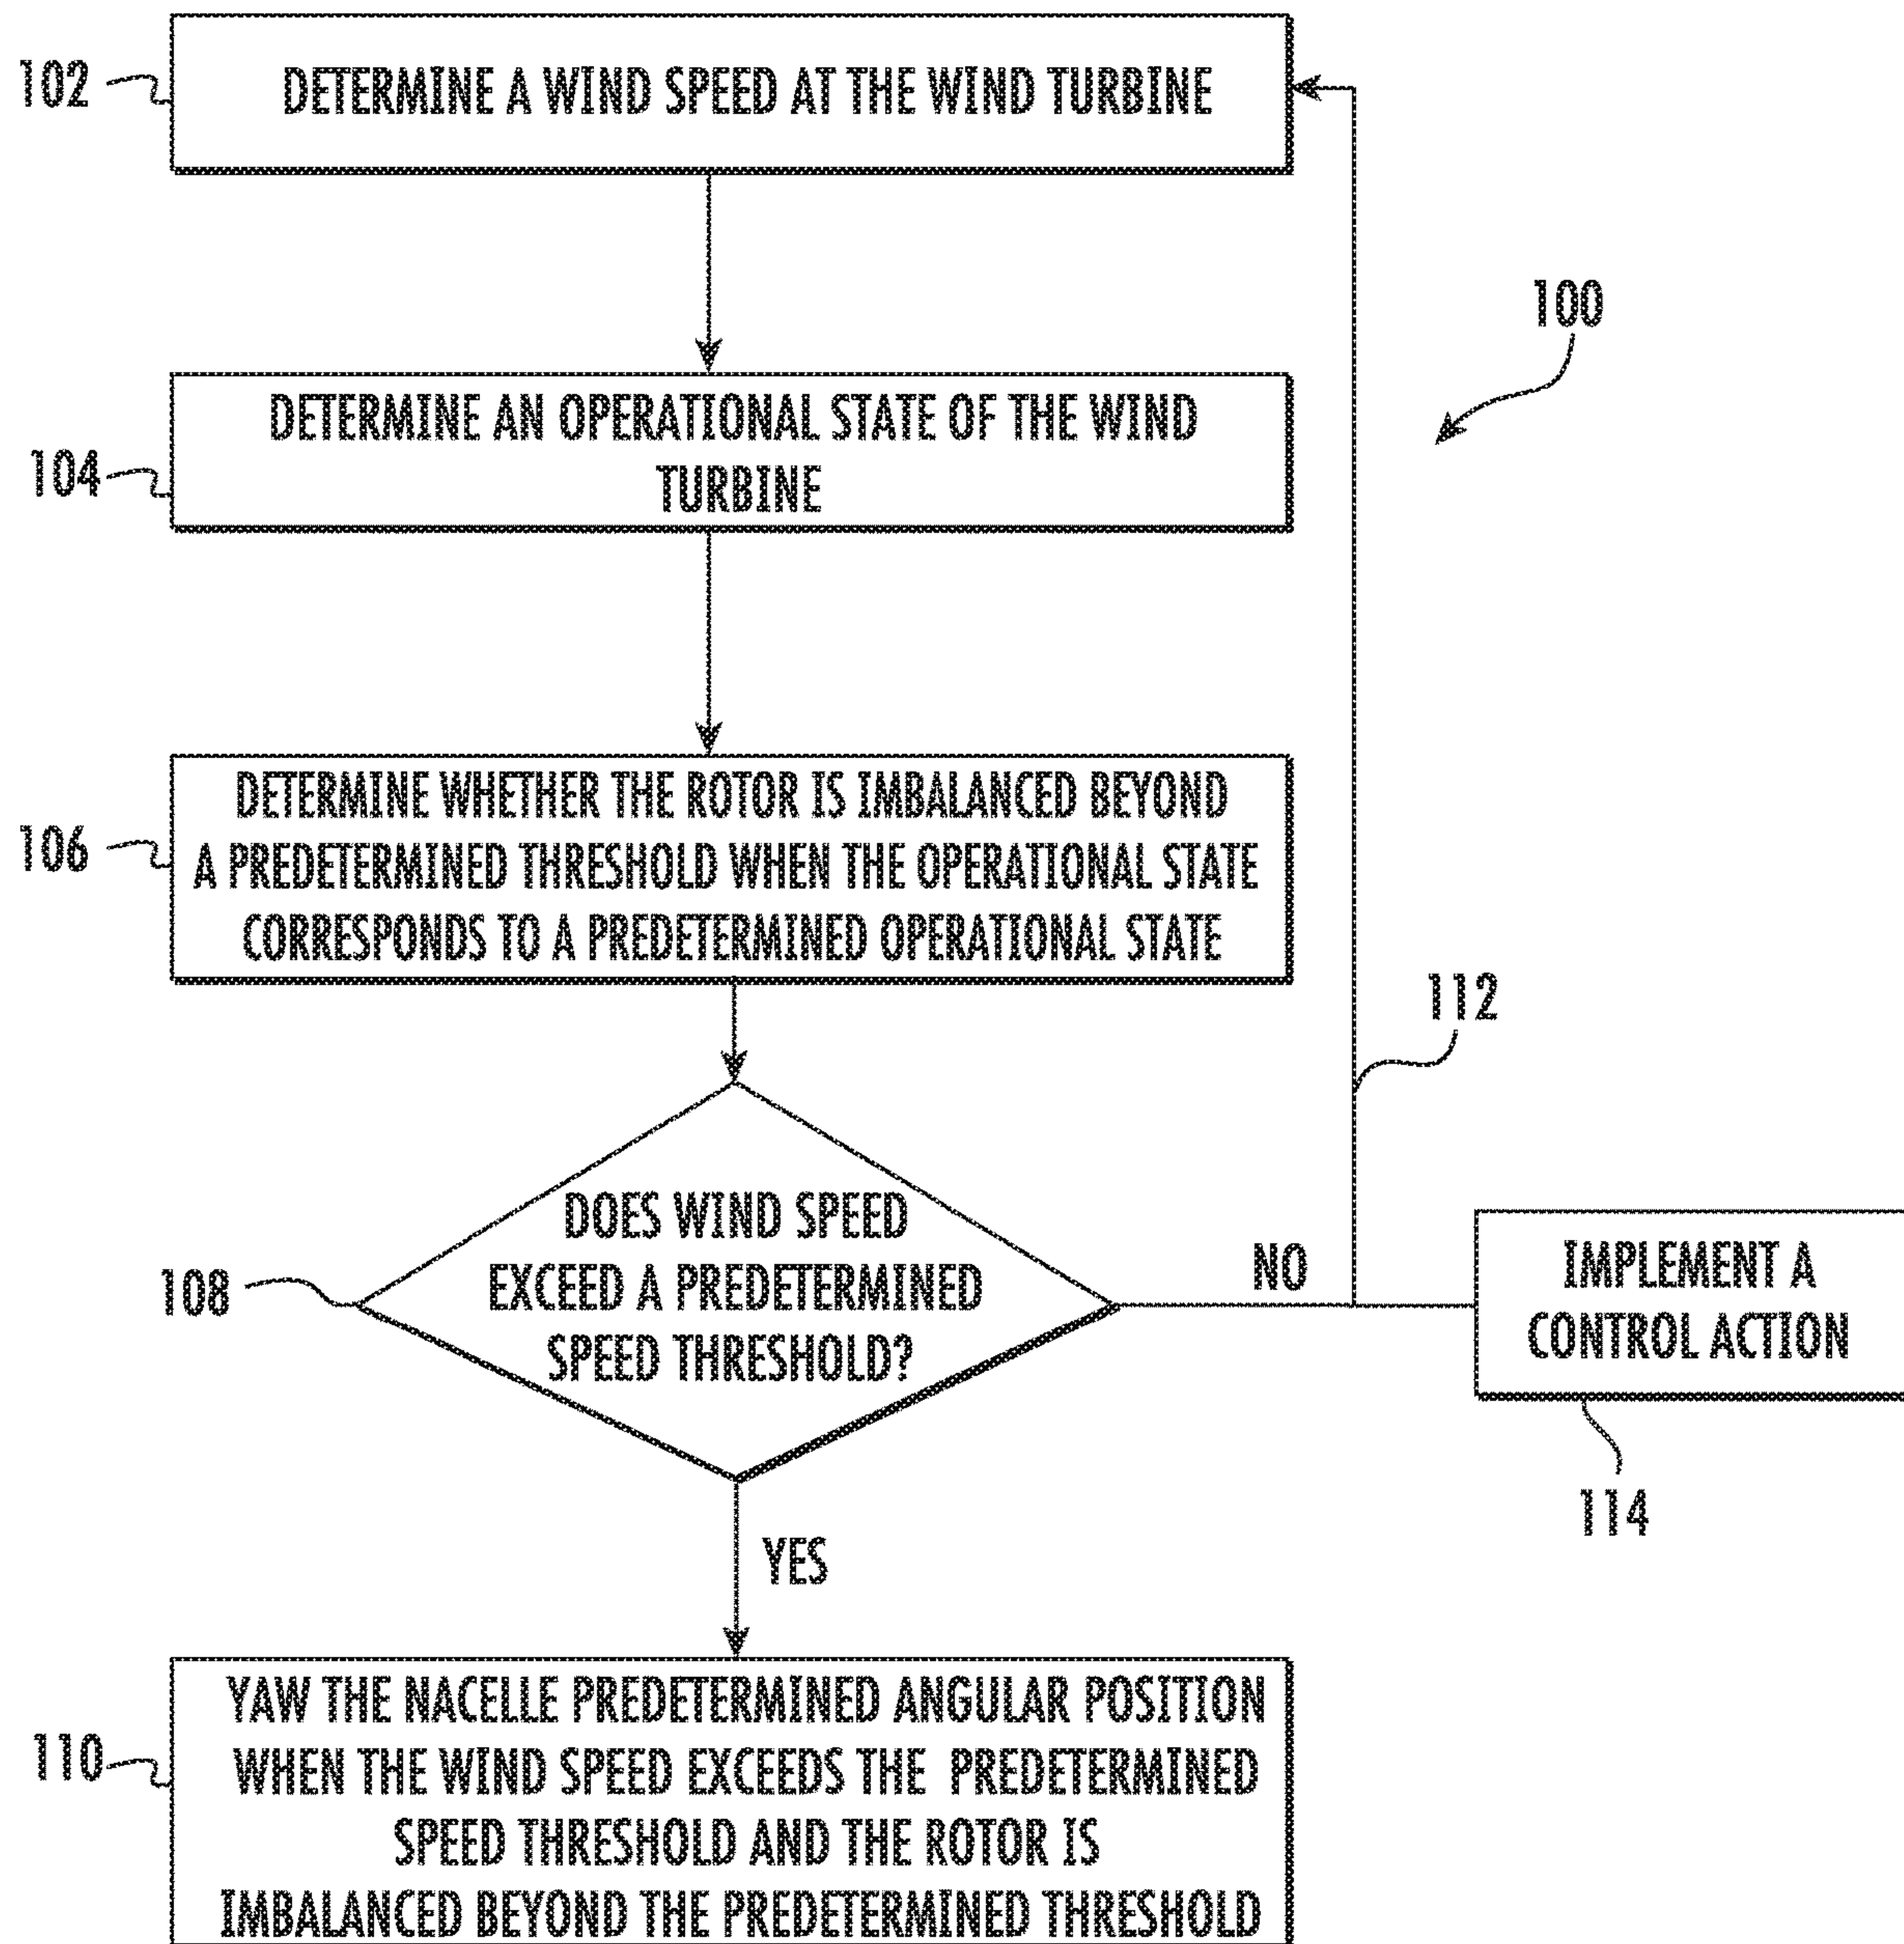 102
DETERMINE A WIND SPEED AT THE WIND TURBINE
100
DETERMINE AN OPERATIONAL STATE OF THE WIND
TURBINE
104
DETERMINE WHETHER THE ROTOR IS IMBALANCED BEYOND
A PREDETERMINED THRESHOLD WHEN THE OPERATIONAL STATE
CORRESPONDS TO A PREDETERMINED OPERATIONAL STATE
106
112
DOES WIND SPEED
EXCEED A PREDETERMINED
SPEED THRESHOLD?
108
NO
IMPLEMENT A
CONTROL ACTION
114
YES
YAW THE NACELLE PREDETERMINED ANGULAR POSITION
WHEN THE WIND SPEED EXCEEDS THE PREDETERMINED
SPEED THRESHOLD AND THE ROTOR IS
IMBALANCED BEYOND THE PREDETERMINED THRESHOLD
110